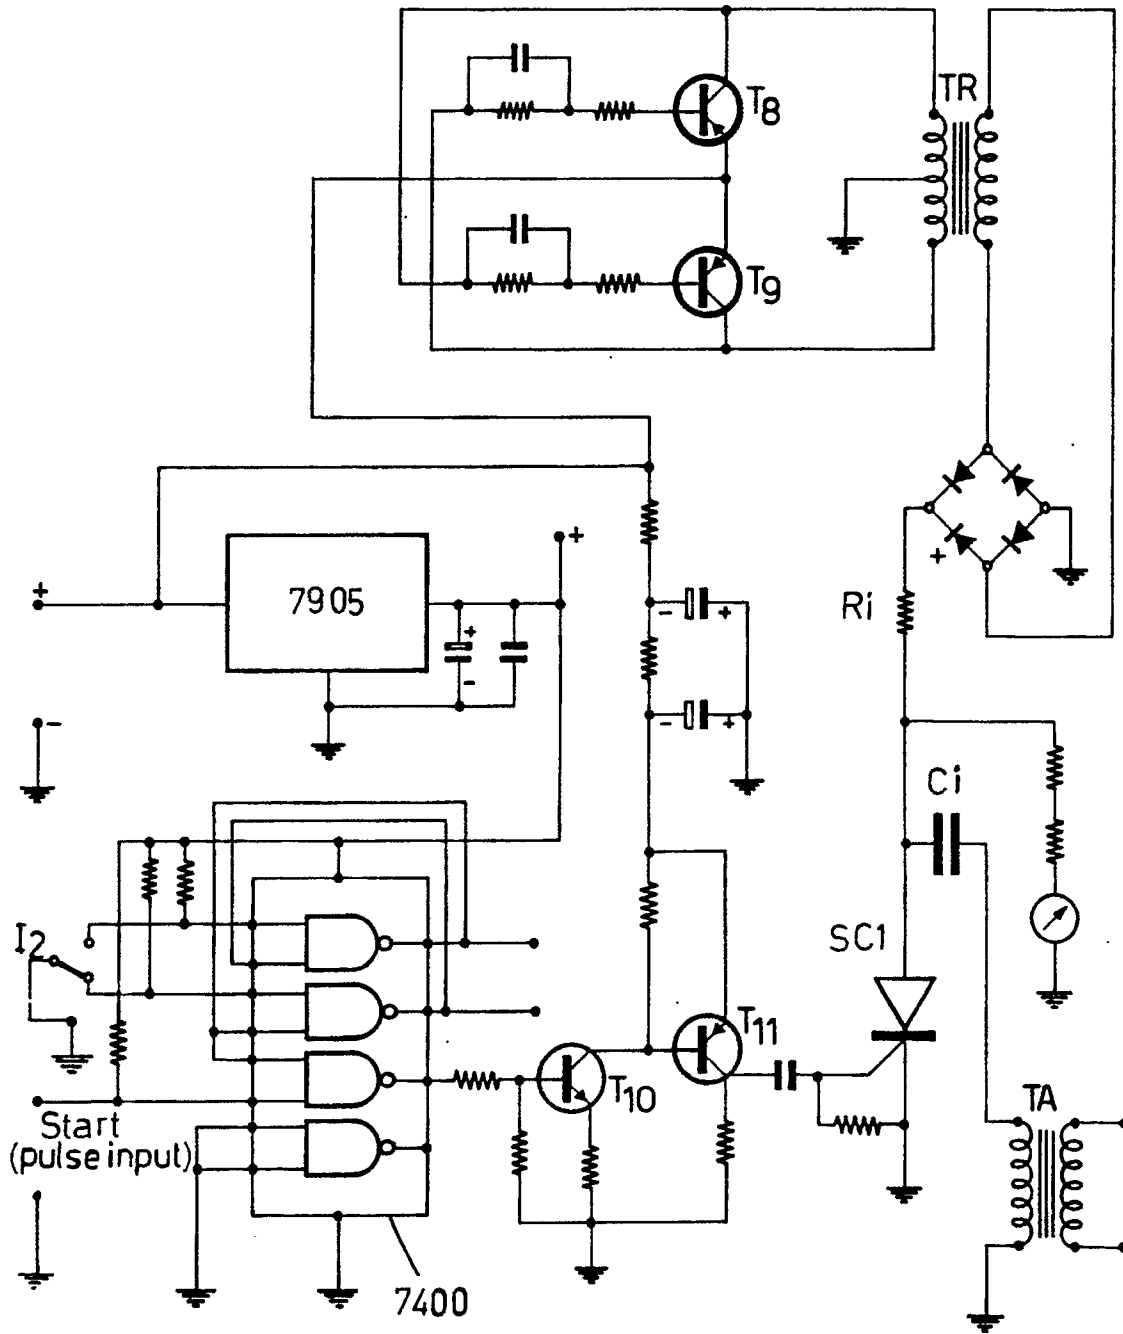 T8
TR
T9
+
+
7905
+
+
Ri
-
+
-
-
-
+
Ci
I2
SC1
T11
T10
TA
Start
(pulse input)
7400